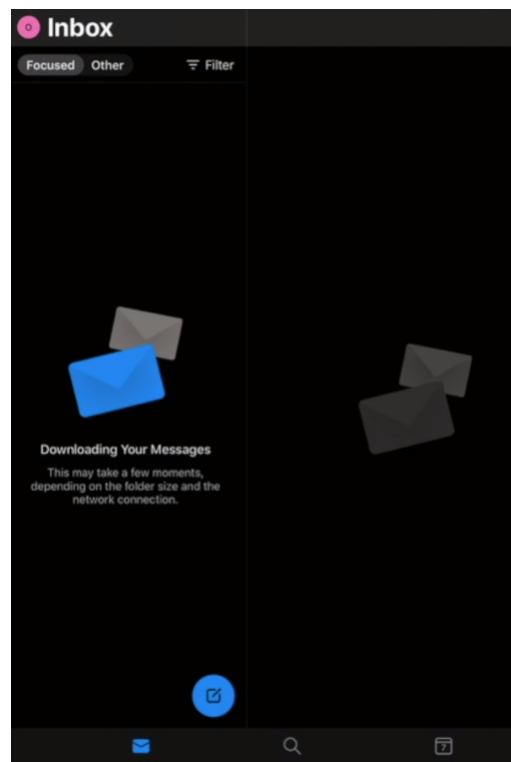 O Inbox
Focused Other Filter
Downloading Your Messages
This may take a few moments,
depending on the folder size and the
network connection.
7